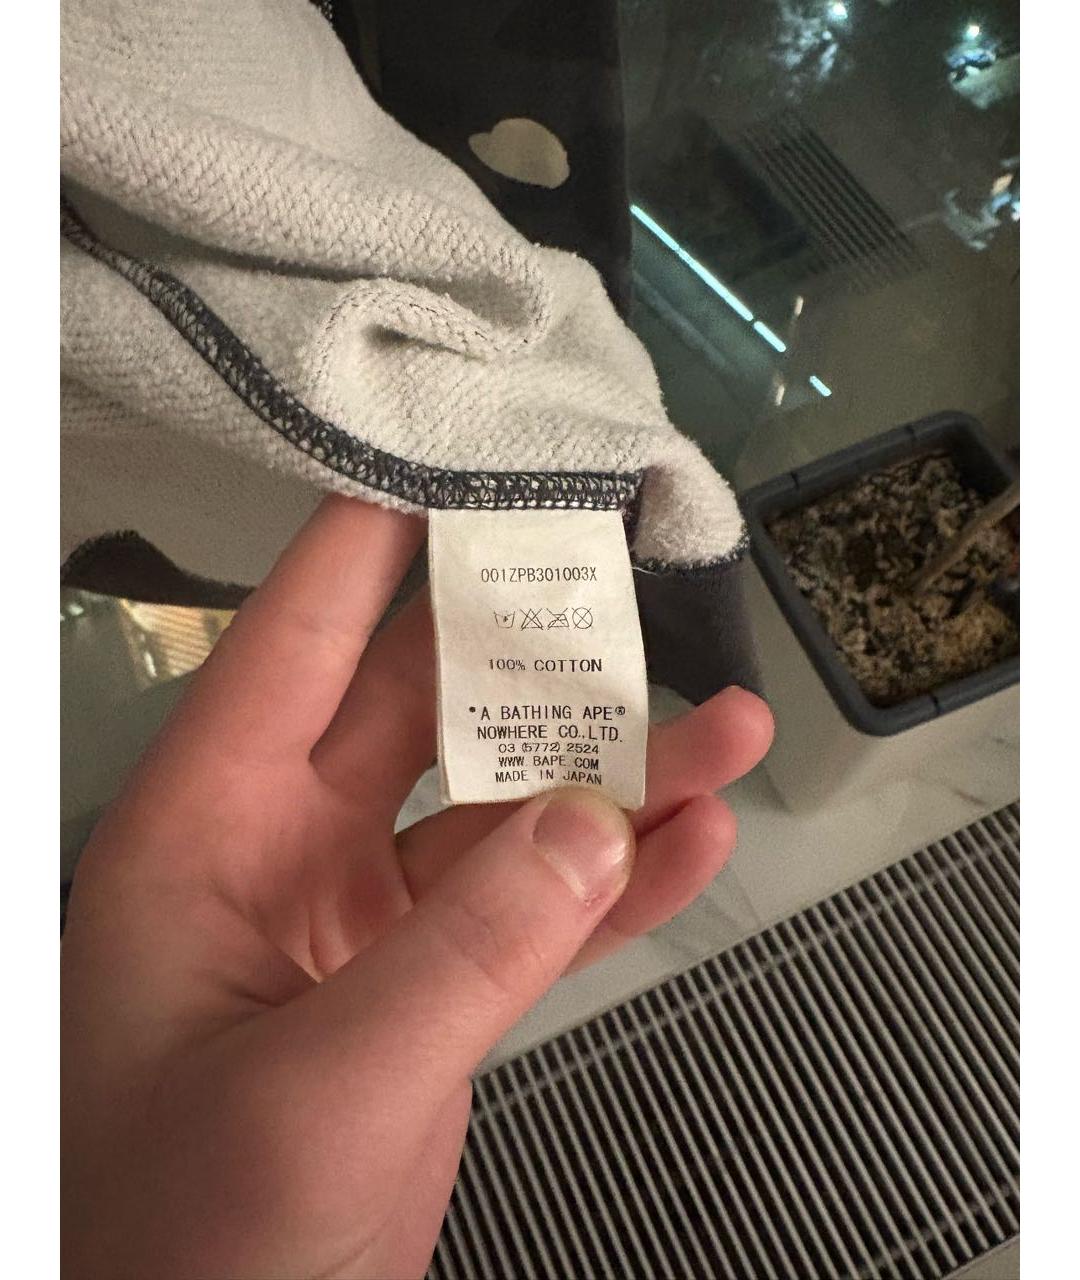 001ZPB301003X
100% COTTON
•A BATHING APE®
NOWHERE CO.,LTD.
03 (5772) 2524
WWW. BAPE. COM
MADE IN JAPAN